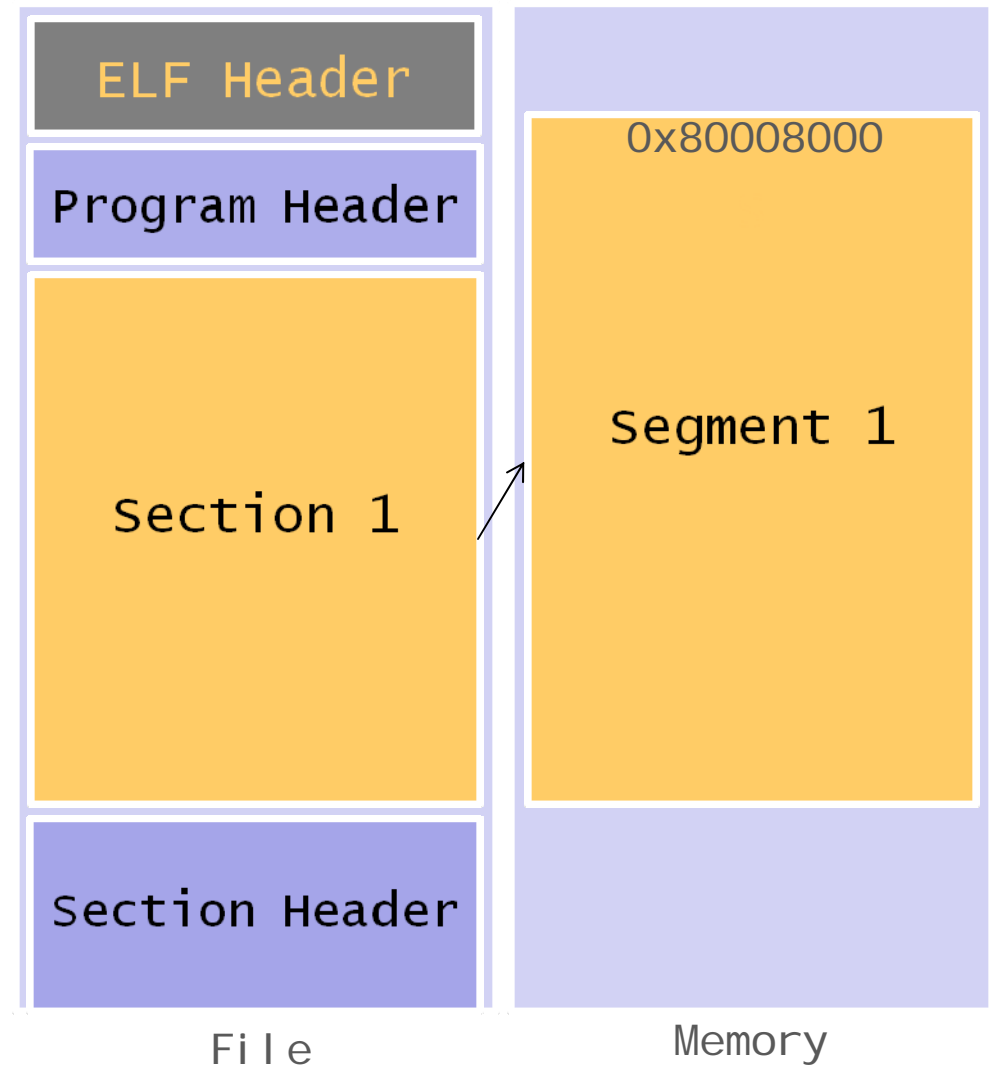 ELF Header
Program Header
Section 1
Section Header
File
0x80008000
Segment 1
Memory